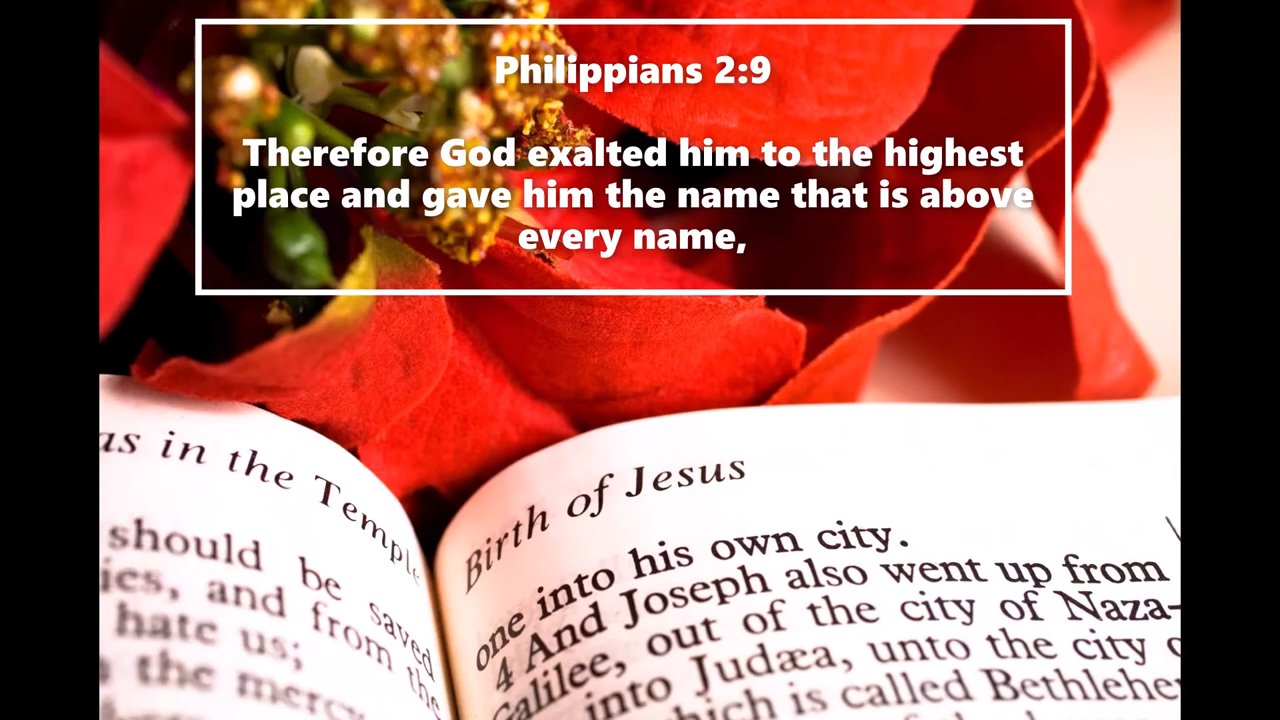 Philippians 2:9
Therefore God exalted him to the highest
place and gave him the name that is above
every name,
as in the Temple
should be saved
ies, and from the
hate us;
the mercy
Birth of Jesus
one into his own city.
4 And Joseph also went up from
Galilee, out of the city of Naza-
into Judæa, unto the city
which is called Bethlehe